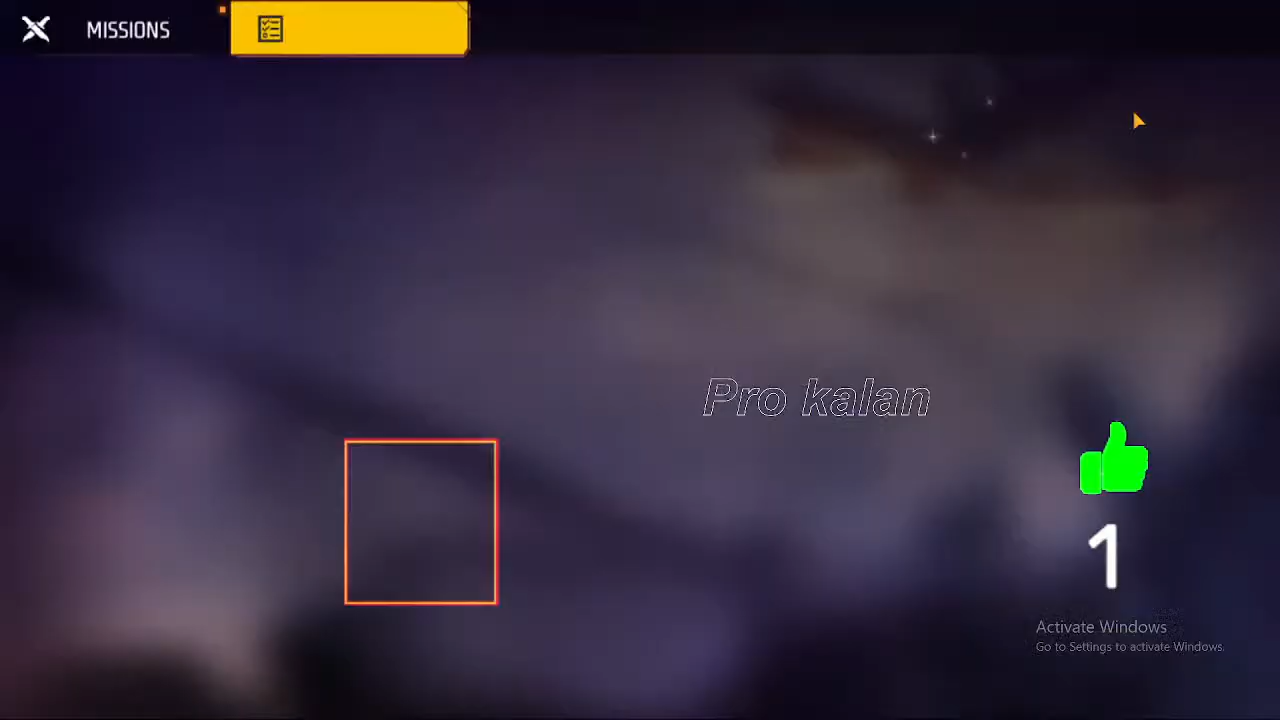 MISSIONS
Pro kalan
1
Activate Windows
Go to Settings to activate Windows.